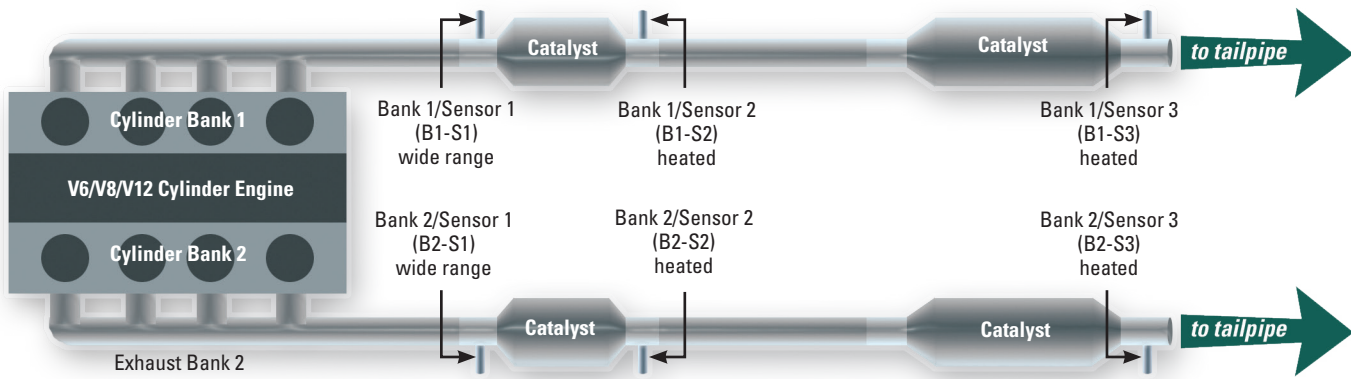 Catalyst
Catalyst
to tailpipe
Bank 1/Sensor 1
(B1-S1)
wide range
Bank 1/Sensor 2
(B1-S2)
heated
Bank 1/Sensor 3
(B1-S3)
heated
Cylinder Bank 1
V6/V8/V12 Cylinder Engine
Cylinder Bank 2
Bank 2/Sensor 1
(B2-S1)
wide range
Bank 2/Sensor 2
(B2-S2)
heated
Bank 2/Sensor 3
(B2-S3)
heated
Catalyst
Catalyst
to tailpipe
Exhaust Bank 2